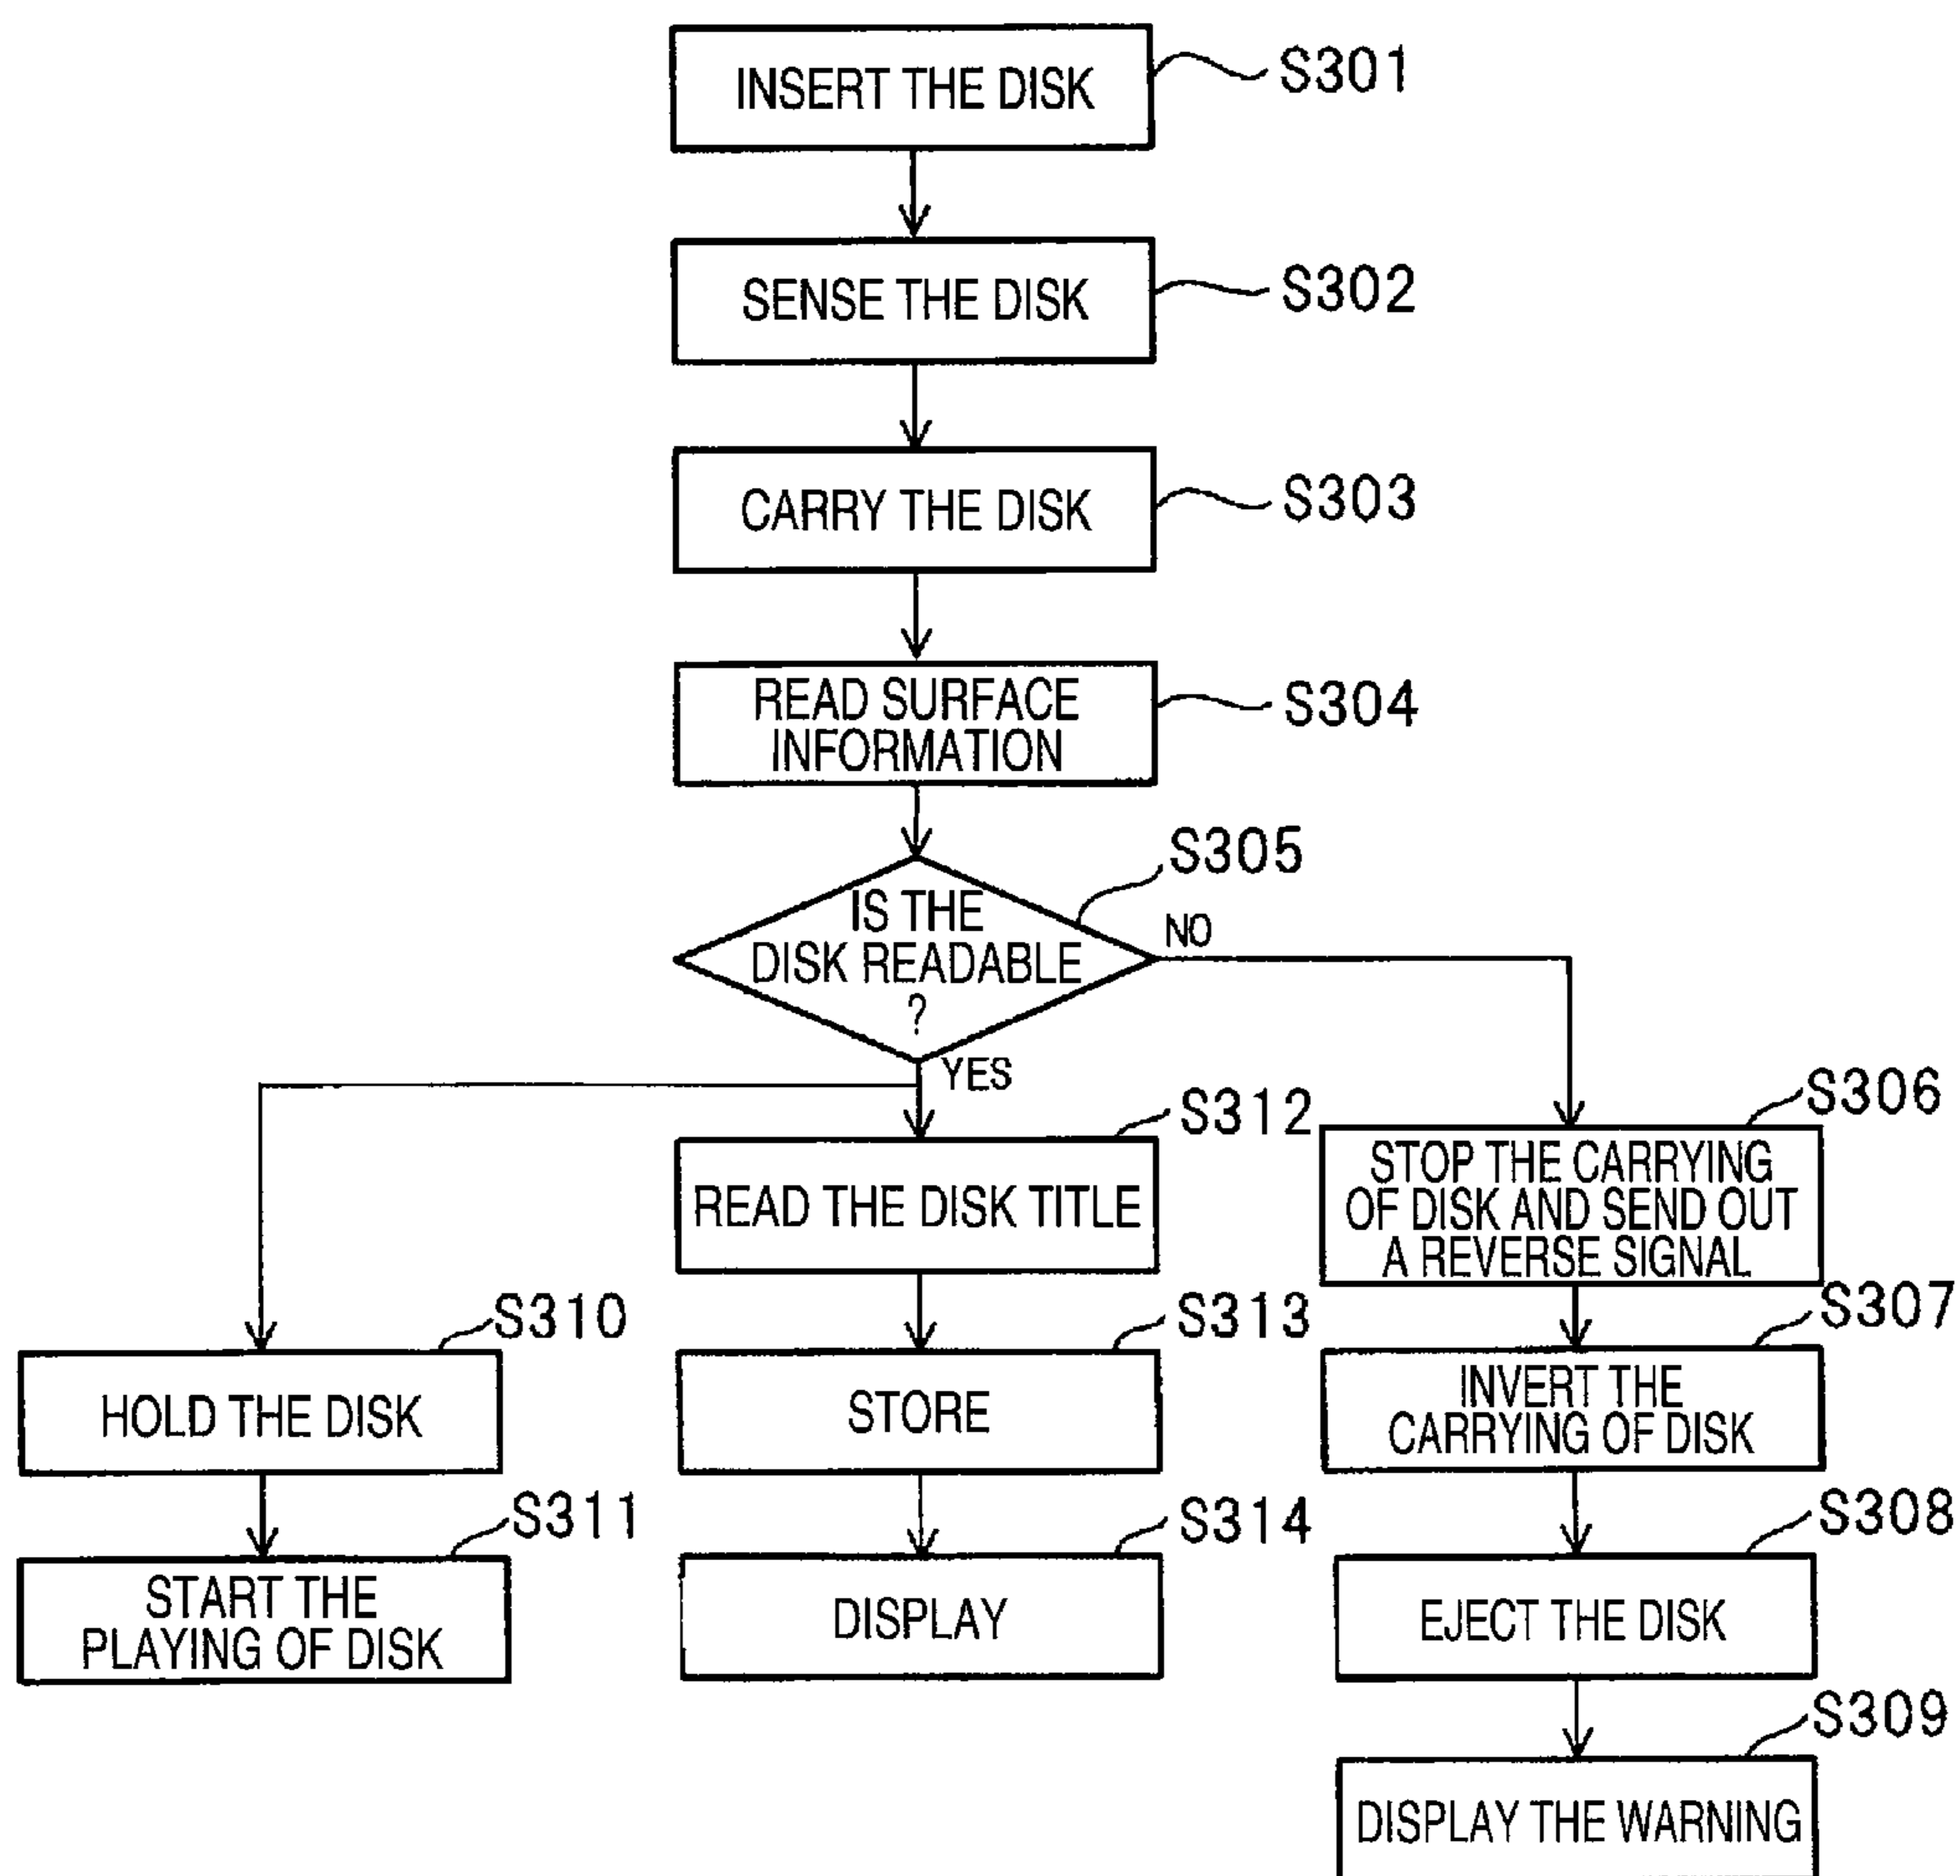 INSERT THE DISK
S301
SENSE THE DISK
S302
CARRY THE DISK
S303
READ SURFACE
INFORMATION
S304
S305
IS THE
DISK READABLE
?
NO
YES
S306
STOP THE CARRYING
OF DISK AND SEND OUT
A REVERSE SIGNAL
S312
READ THE DISK TITLE
S310
HOLD THE DISK
S313
STORE
S307
INVERT THE
CARRYING OF DISK
S311
START THE
PLAYING OF DISK
S314
DISPLAY
S308
EJECT THE DISK
S309
DISPLAY THE WARNING